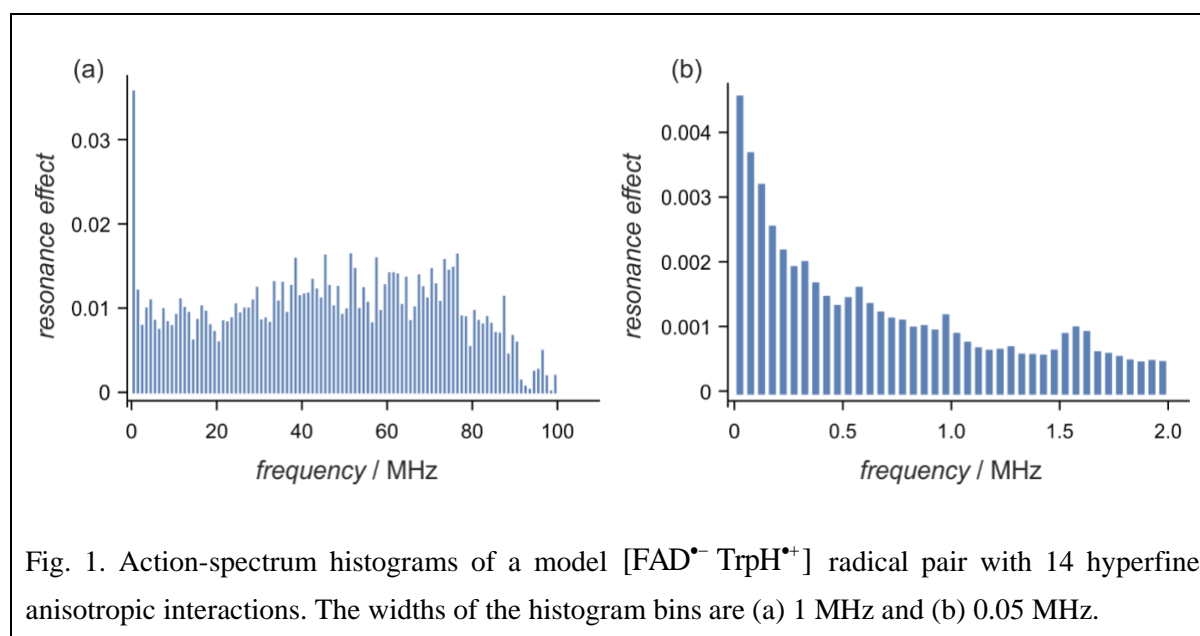 (a)
(b)
resonance effect
0.03
0.02
0.01
0
0
20
40
60
80
100
frequency / MHz
resonance effect
0.004
0.003
0.002
0.001
0
0
0.5
1.0
1.5
2.0
frequency / MHz
Fig. 1. Action-spectrum histograms of a model [FAD•− TrpH•+] radical pair with 14 hyperfine
anisotropic interactions. The widths of the histogram bins are (a) 1 MHz and (b) 0.05 MHz.